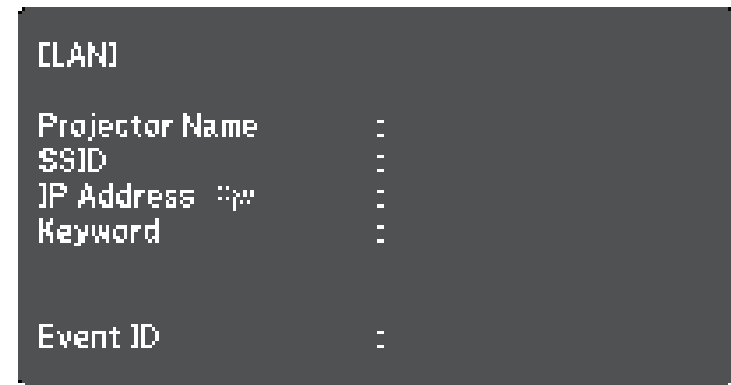 [LAN]
Projector Name :
SSID :
IP Address :
Keyword :
Event ID :